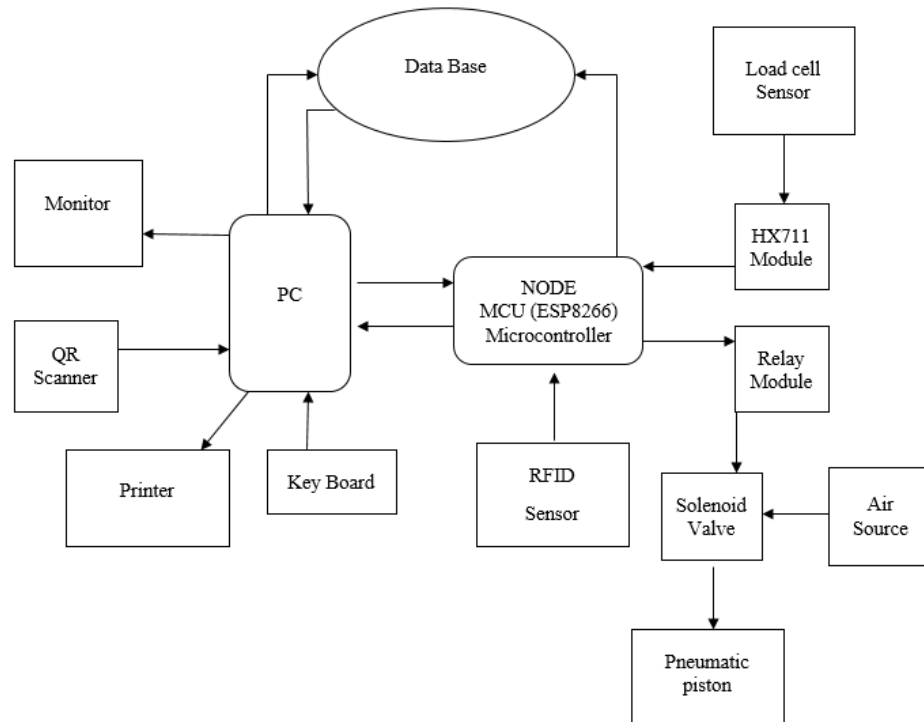 Data Base
Load cell
Sensor
Monitor
HX711
Module
PC
NODE
MCU (ESP8266)
Microcontroller
QR
Scanner
Relay
Module
Printer
Key Board
RFID
Sensor
Solenoid
Valve
Air
Source
Pneumatic
piston